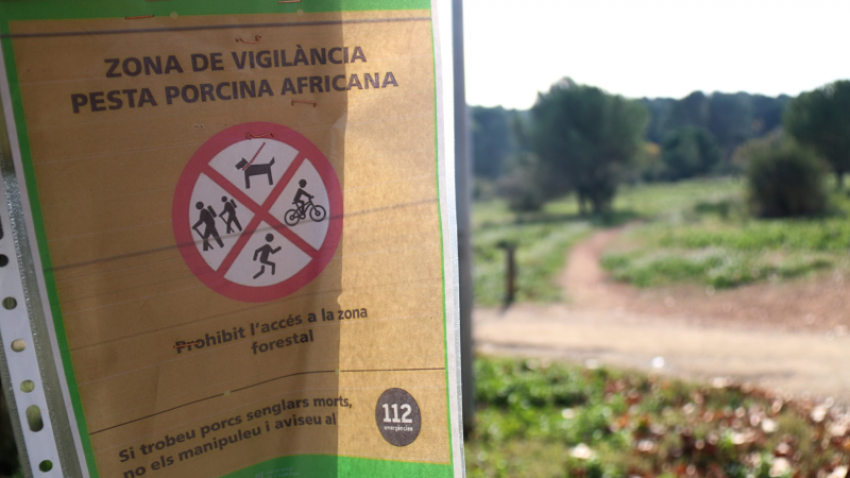 ZONA DE VIGILÀNCIA
PESTA PORCINA AFRICANA
Prohibit l'accés a la zona
forestal
Si trobeu porcs senglars morts,
no els manipuleu i aviseu al
112
emergències